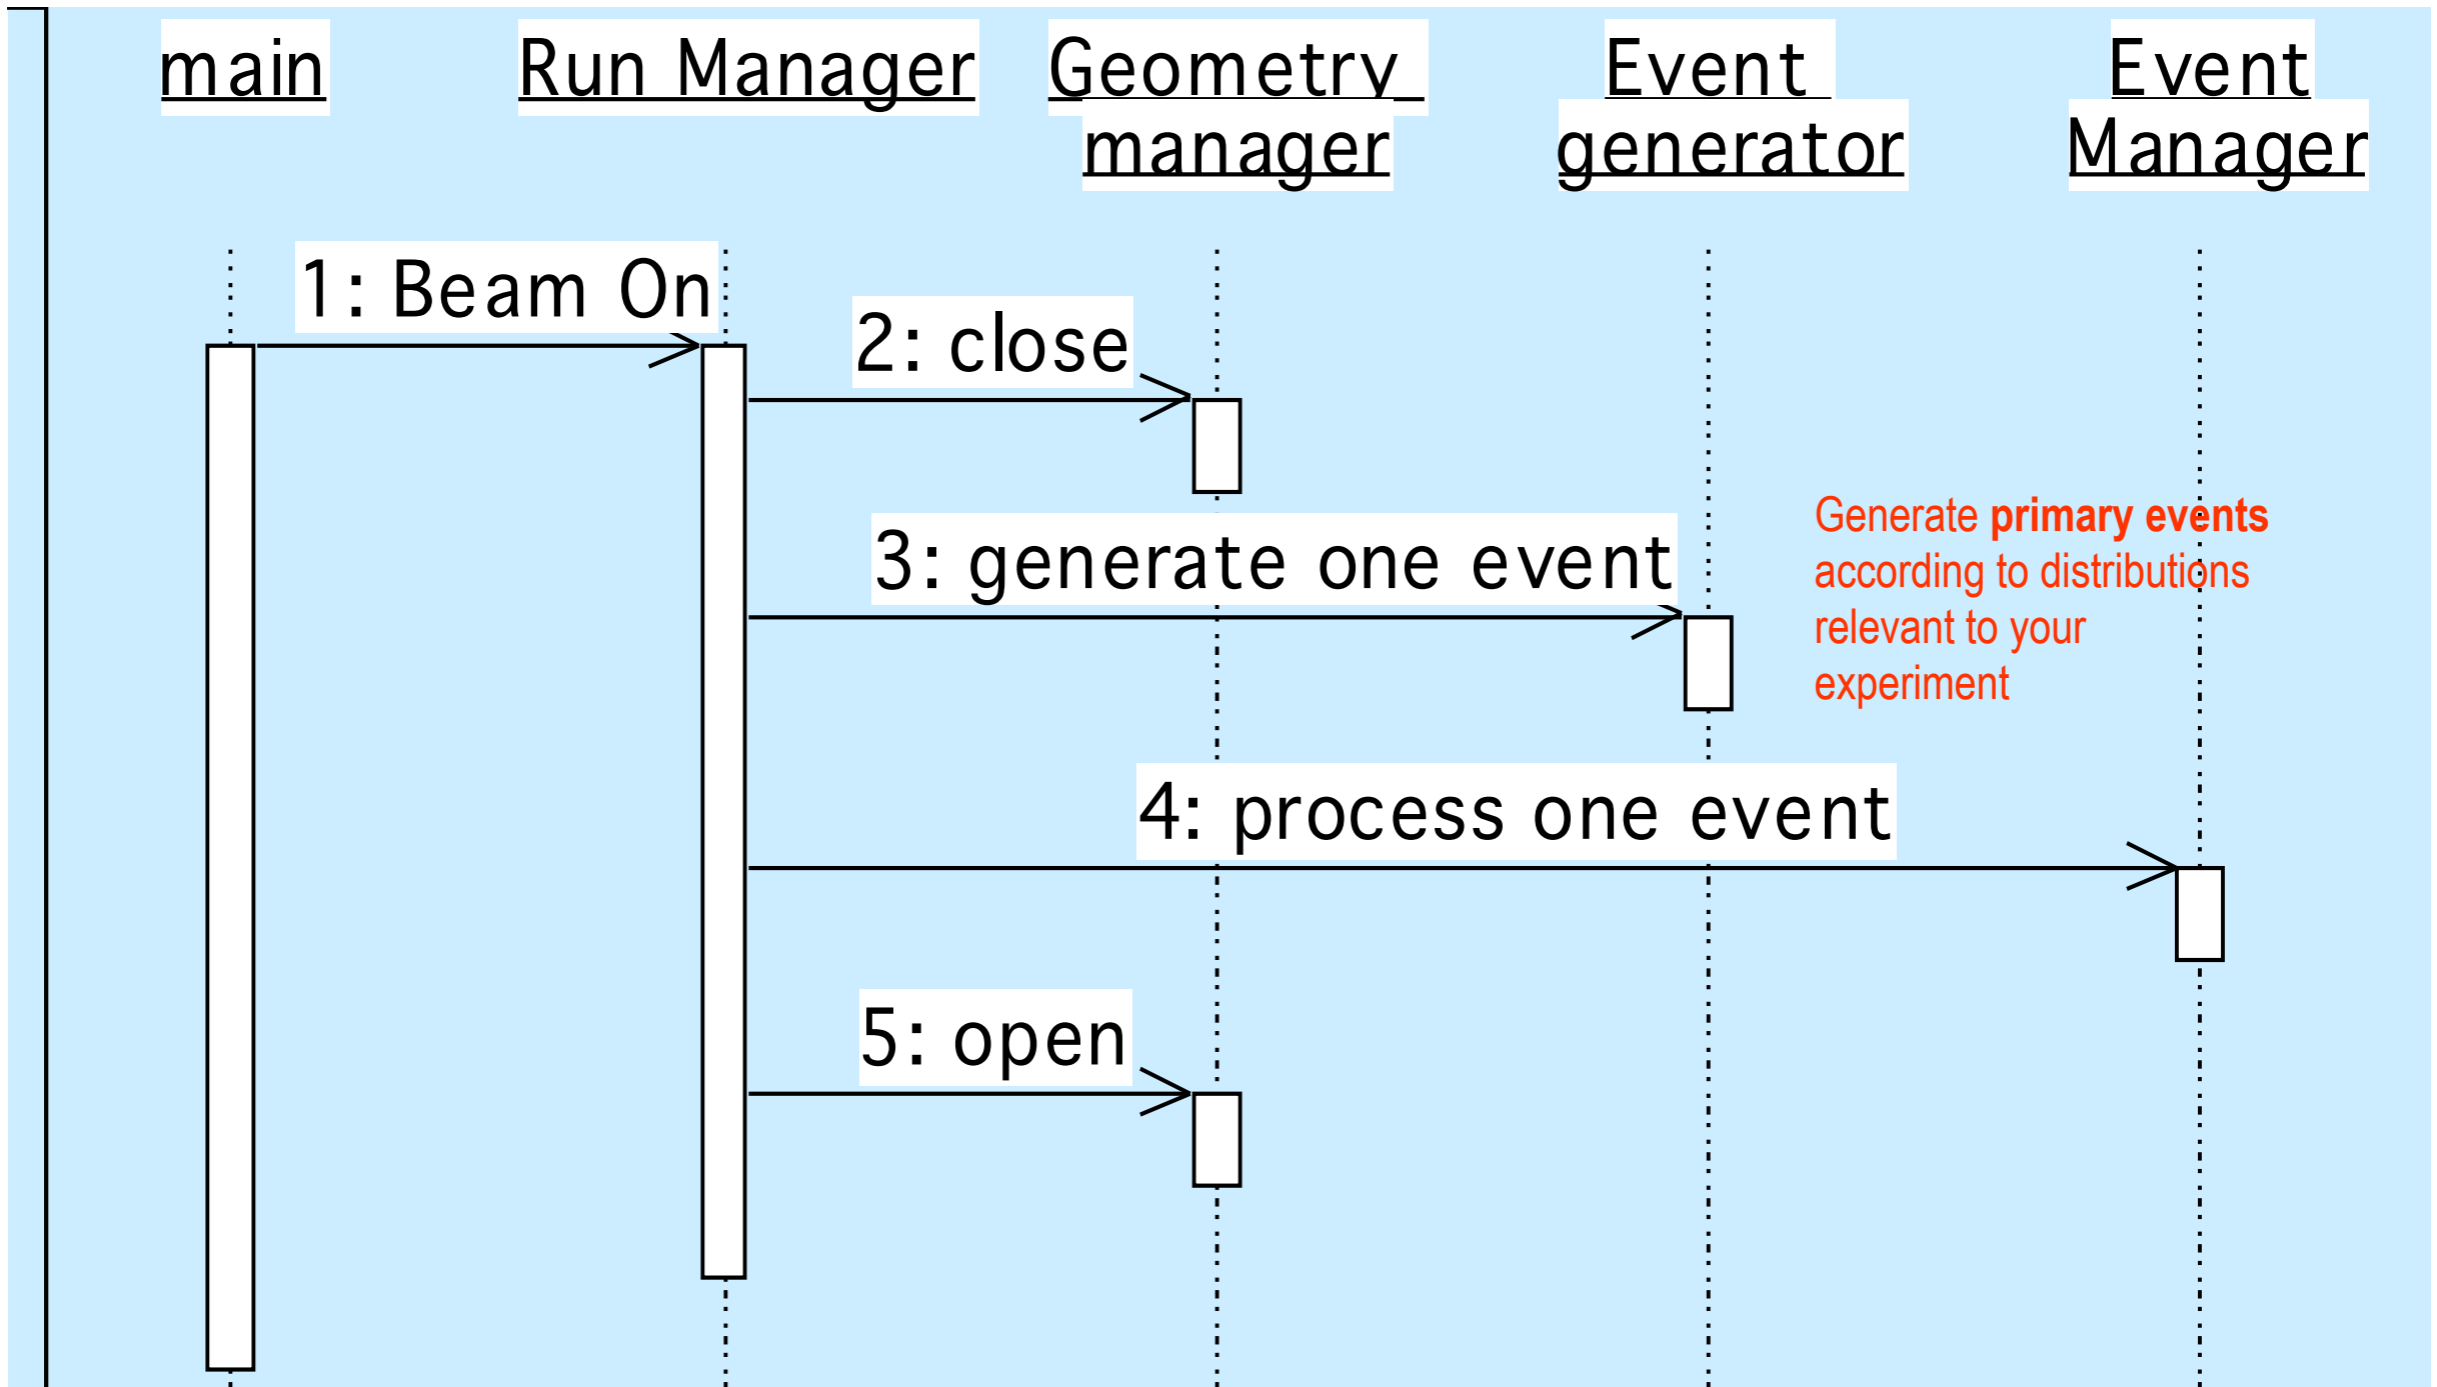 main
Run Manager
Geometry
manager
Event
generator
Event
Manager
1: Beam On
2: close
3: generate one event
Generate primary events
according to distributions
relevant to your
experiment
4: process one event
5: open